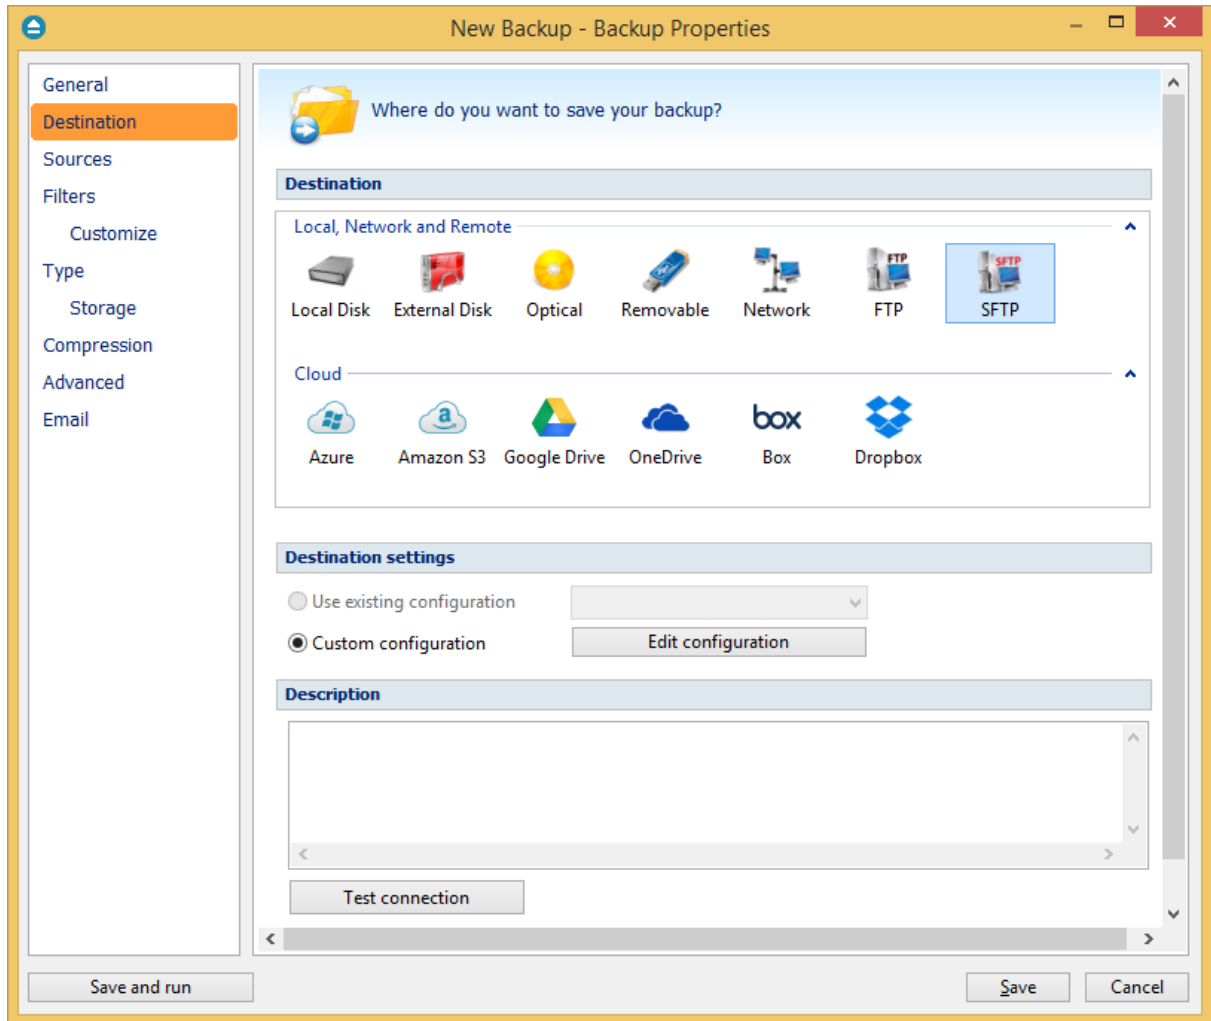 New Backup - Backup Properties
General
Destination
Sources
Filters
Customize
Type
Storage
Compression
Advanced
Email
Where do you want to save your backup?
Destination
Local, Network and Remote
FTP
SFTP
Local Disk External Disk Optical Removable Network FTP SFTP
Cloud
a
box
Azure Amazon S3 Google Drive OneDrive Box Dropbox
Destination settings
Use existing configuration
Custom configuration Edit configuration
Description
Test connection
Save and run Save Cancel